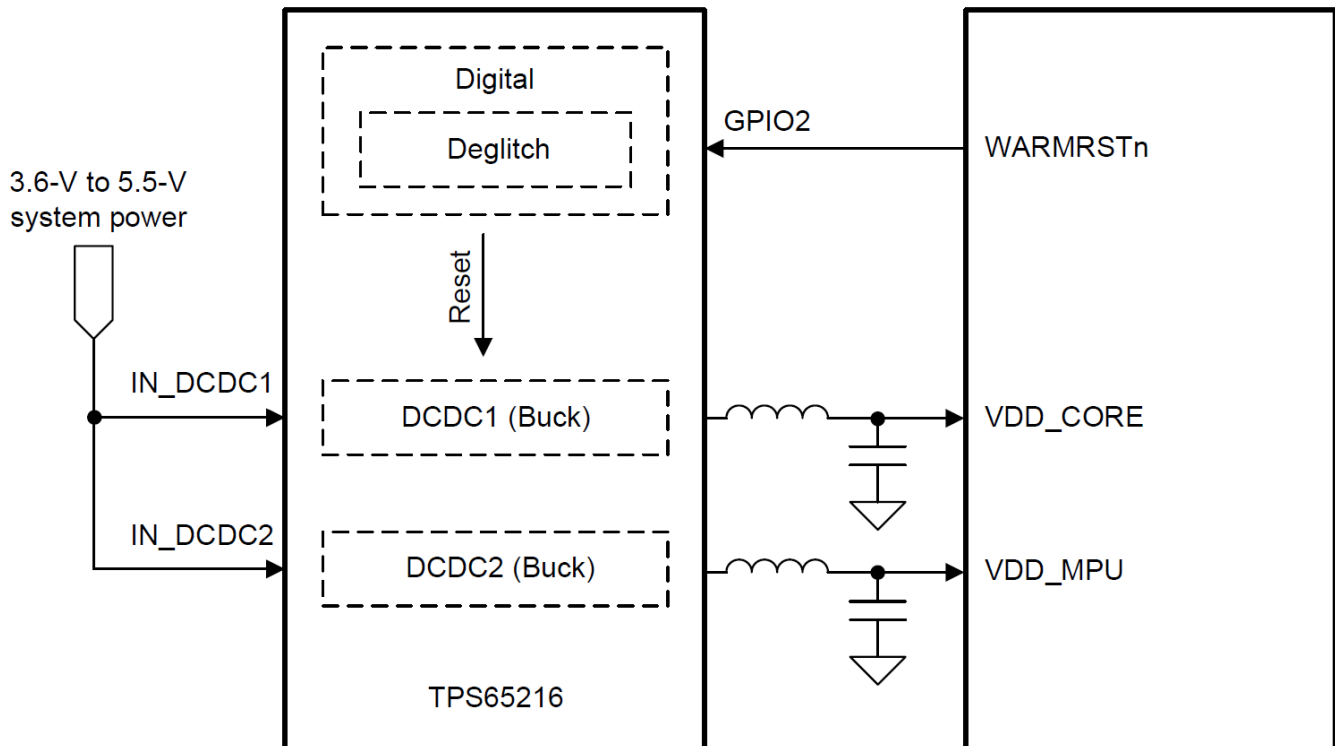 Digital
Deglitch
GPIO2
WARMRSTn
3.6-V to 5.5-V
system power
Reset
IN_DCDC1
DCDC1 (Buck)
VDD_CORE
IN_DCDC2
DCDC2 (Buck)
VDD_MPU
TPS65216